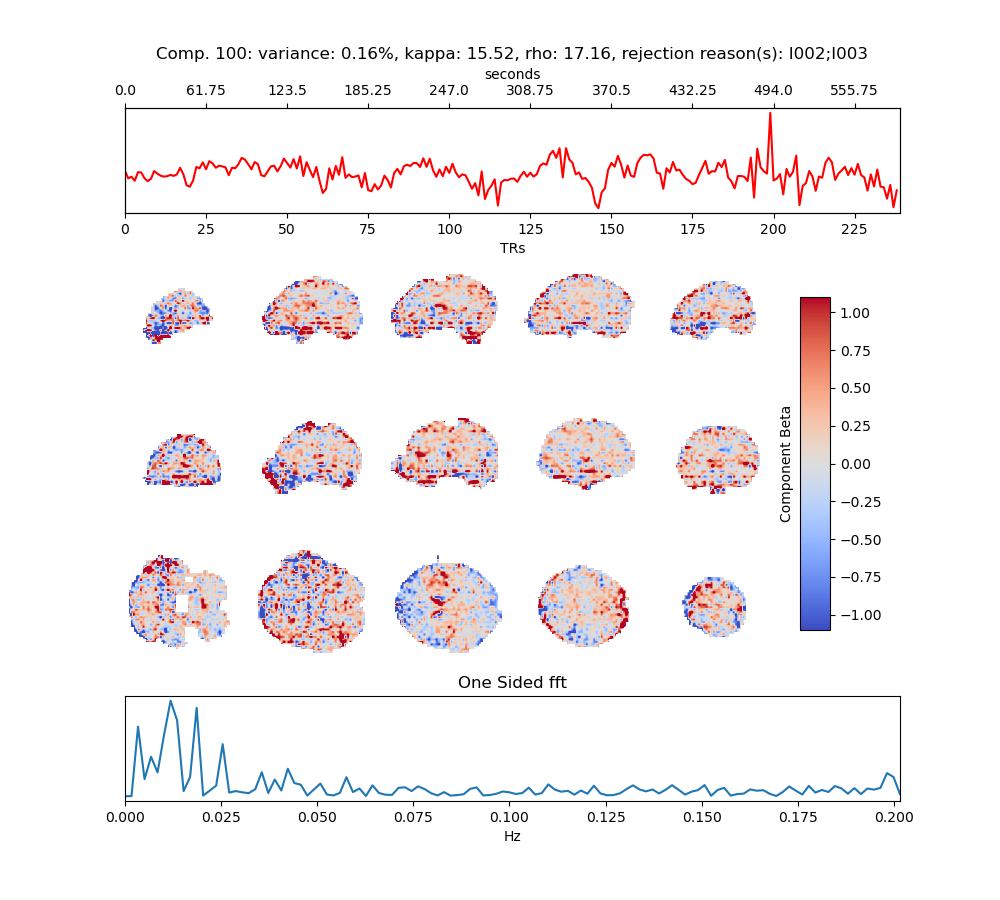 Comp. 100: variance: 0.16%, kappa: 15.52, rho: 17.16, rejection reason(s): I002;I003
seconds
0.0 61.75 123.5 185.25 247.0 308.75 370.5 432.25 494.0 555.75
0 25 50 75 100 125 150 175 200 225
TRs
1.00
0.75
0.50
0.25
0.00
−0.25
−0.50
−0.75
−1.00
Component Beta
One Sided fft
0.000 0.025 0.050 0.075 0.100 0.125 0.150 0.175 0.200
Hz